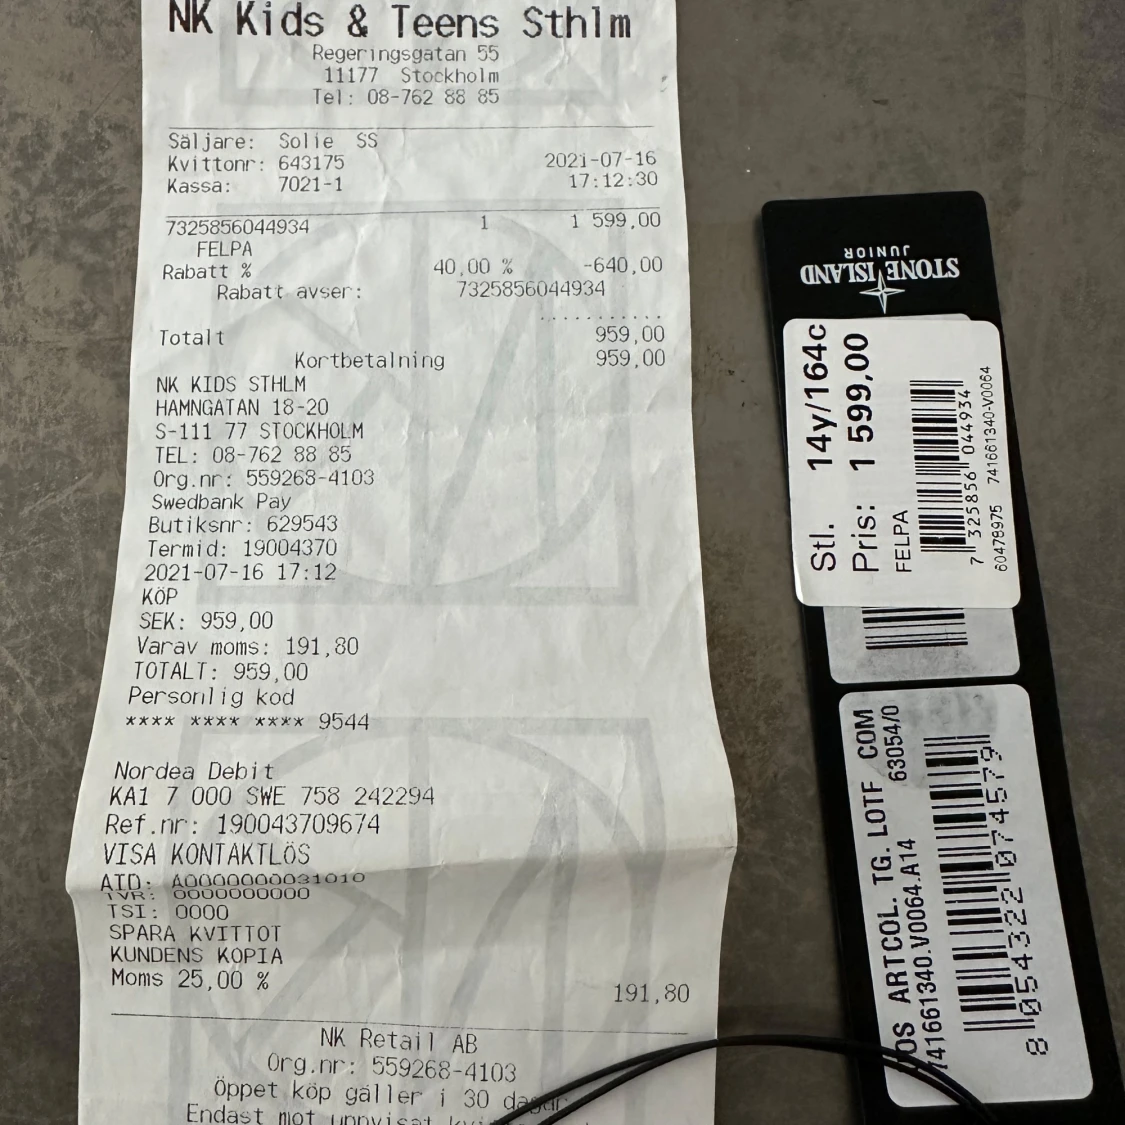 NK Kids & Teens Sthlm
Regeringsgatan 55
11177 Stockholm
Tel: 08-762 88 85
Säljare: Solie SS
Kvittonr: 643175 2021-07-16
Kassa: 7021-1 17:12:30
7325856044934 1 1 599,00
FELPA
Rabatt % 40,00 % -640,00
Rabatt avser: 7325856044934
Totalt 959,00
Kortbetalning 959,00
NK KIDS STHLM
HAMNGATAN 18-20
S-111 77 STOCKHOLM
TEL: 08-762 88 85
Org.nr: 559268-4103
Swedbank Pay
Butiksnr: 629543
Termid: 19004370
2021-07-16 17:12
KÖP
SEK: 959,00
Varav moms: 191,80
TOTALT: 959,00
Personlig kod
**** **** **** 9544
Nordea Debit
KA1 7 000 SWE 758 242294
Ref.nr: 190043709674
VISA KONTAKTLÖS
AID: A0000000031010
TVR: 0000000000
TSI: 0000
SPARA KVITTOT
KUNDENS KOPIA
Moms 25,00 % 191,80
NK Retail AB
Org.nr: 559268-4103
Öppet köp gäller i 30 dagar
Endast mot uppvisat
STONE ISLAND
JUNIOR
Stl. 14y/164c
Pris: 1 599,00
FELPA
7 325856 044934
60478975 741661340-V0064
ARTCOL. TG. LOTF COM
741661340.V0064.A14 63054/0
8 054322 074579